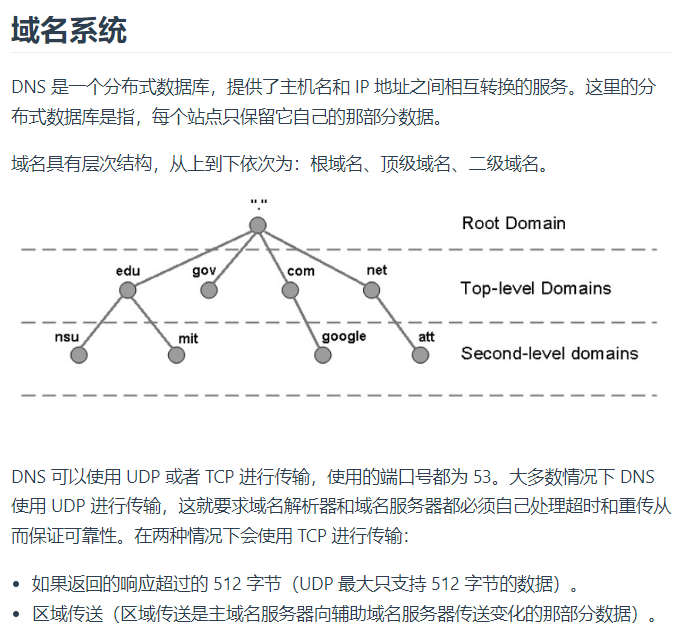 域名系统
DNS 是一个分布式数据库，提供了主机名和 IP 地址之间相互转换的服务。这里的分
布式数据库是指，每个站点只保留它自己的那部分数据。
域名具有层次结构，从上到下依次为：根域名、顶级域名、二级域名。
"."
Root Domain
edu gov com net
Top-level Domains
nsu mit google att
Second-level domains
DNS 可以使用 UDP 或者 TCP 进行传输，使用的端口号都为 53。大多数情况下 DNS
使用 UDP 进行传输，这就要求域名解析器和域名服务器都必须自己处理超时和重传从
而保证可靠性。在两种情况下会使用 TCP 进行传输：
• 如果返回的响应超过的 512 字节（UDP 最大只支持 512 字节的数据）。
• 区域传送（区域传送是主域名服务器向辅助域名服务器传送变化的那部分数据）。